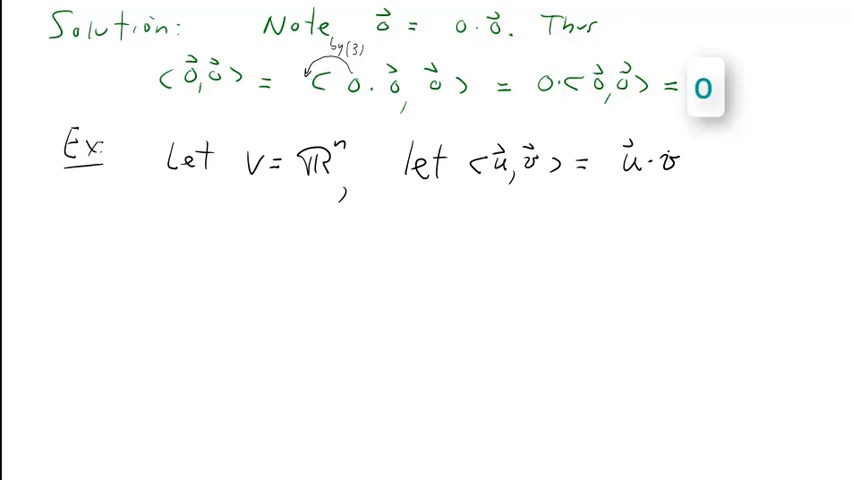 Solution: Note 0⃗ = 0·0⃗. Thus
by(3)
<0⃗,0⃗> = <0·0⃗, 0⃗> = 0·<0⃗,0⃗> = 0
Ex: Let V = ℝⁿ, let <u⃗,v⃗> = u⃗·v⃗